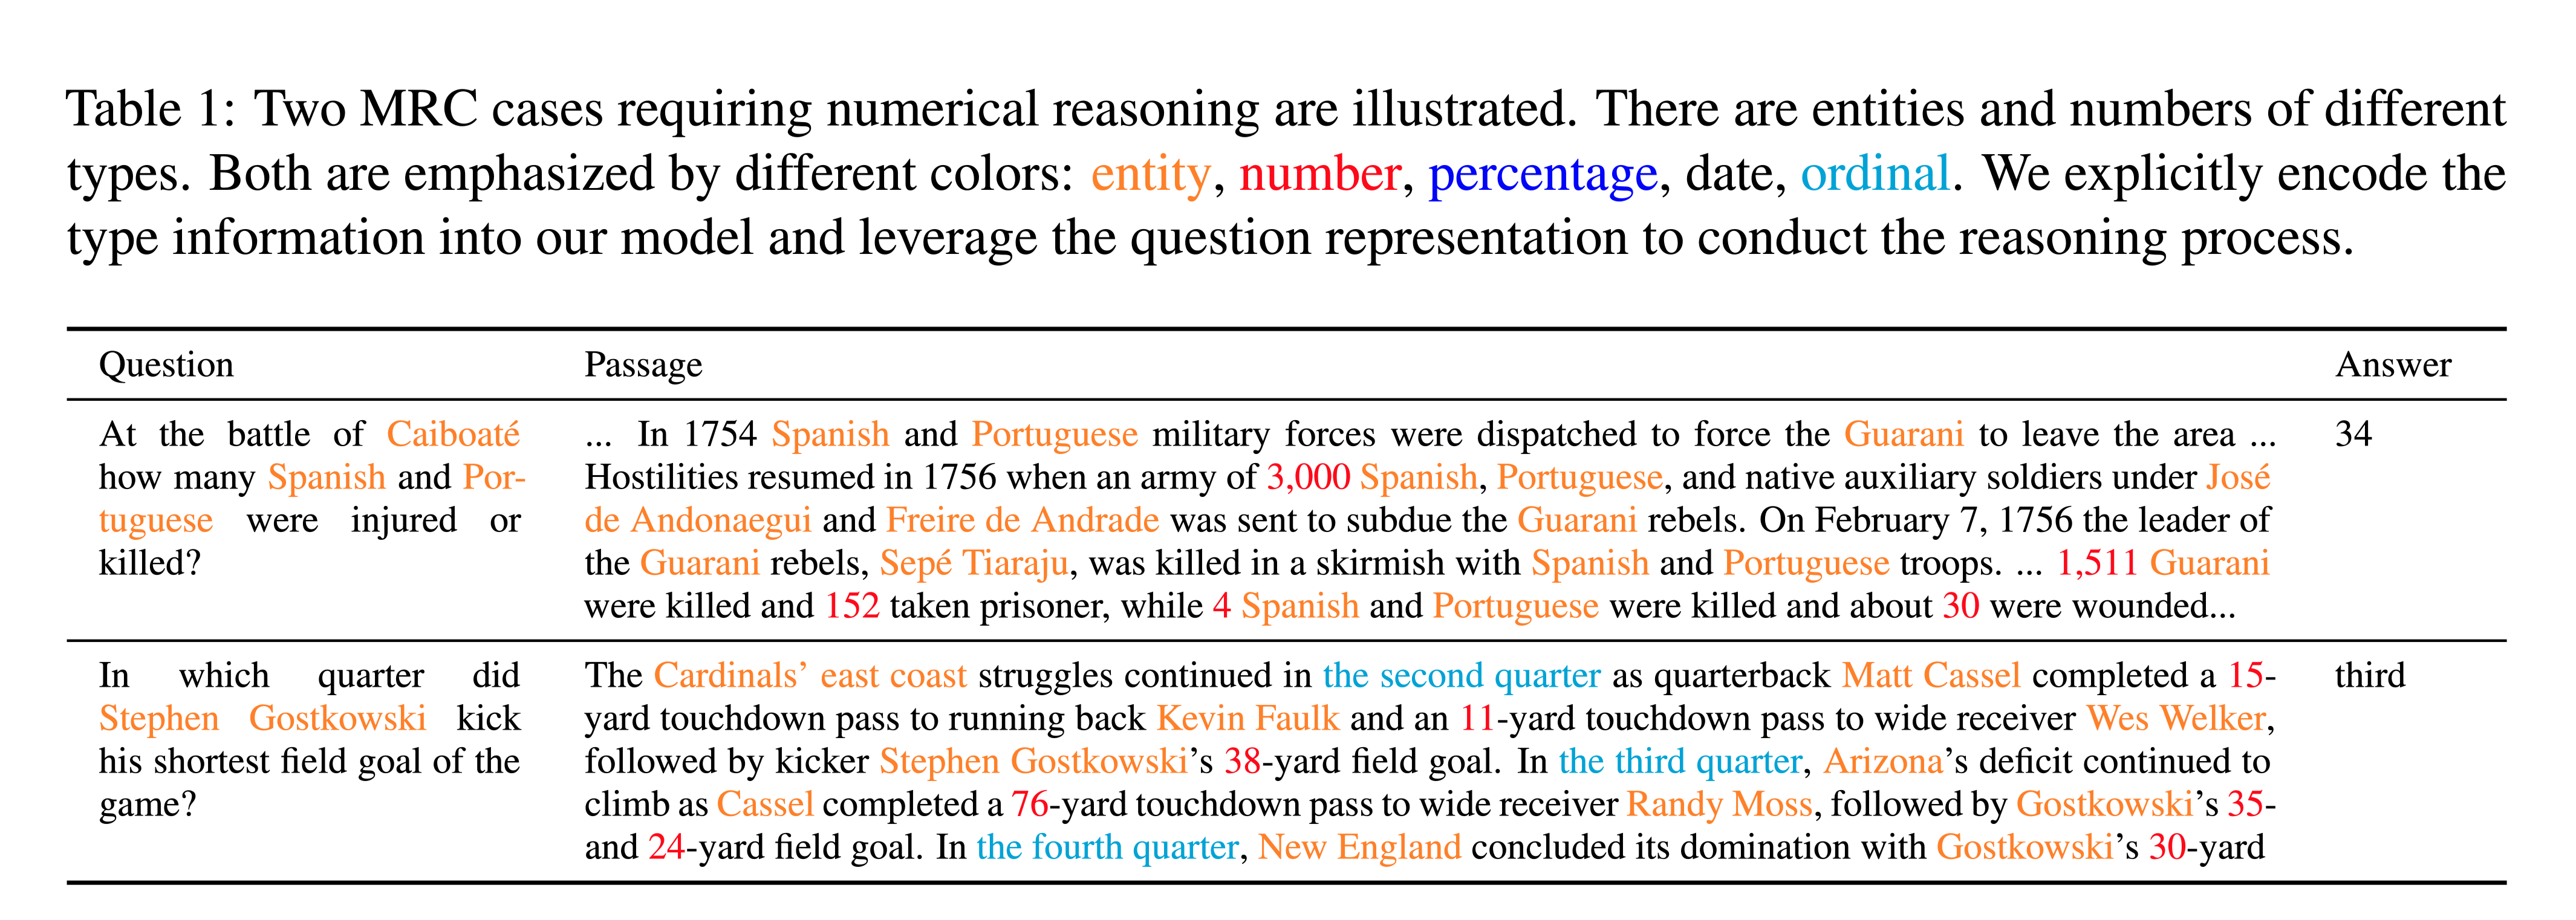 Table 1: Two MRC cases requiring numerical reasoning are illustrated. There are entities and numbers of different
types. Both are emphasized by different colors: entity, number, percentage, date, ordinal. We explicitly encode the
type information into our model and leverage the question representation to conduct the reasoning process.
Question Passage Answer
At the battle of Caiboaté
how many Spanish and Por-
tuguese were injured or
killed?
... In 1754 Spanish and Portuguese military forces were dispatched to force the Guarani to leave the area ...
Hostilities resumed in 1756 when an army of 3,000 Spanish, Portuguese, and native auxiliary soldiers under José
de Andonaegui and Freire de Andrade was sent to subdue the Guarani rebels. On February 7, 1756 the leader of
the Guarani rebels, Sepé Tiaraju, was killed in a skirmish with Spanish and Portuguese troops. ... 1,511 Guarani
were killed and 152 taken prisoner, while 4 Spanish and Portuguese were killed and about 30 were wounded...
34
In which quarter did
Stephen Gostkowski kick
his shortest field goal of the
game?
The Cardinals' east coast struggles continued in the second quarter as quarterback Matt Cassel completed a 15-
yard touchdown pass to running back Kevin Faulk and an 11-yard touchdown pass to wide receiver Wes Welker,
followed by kicker Stephen Gostkowski's 38-yard field goal. In the third quarter, Arizona's deficit continued to
climb as Cassel completed a 76-yard touchdown pass to wide receiver Randy Moss, followed by Gostkowski's 35-
and 24-yard field goal. In the fourth quarter, New England concluded its domination with Gostkowski's 30-yard
third